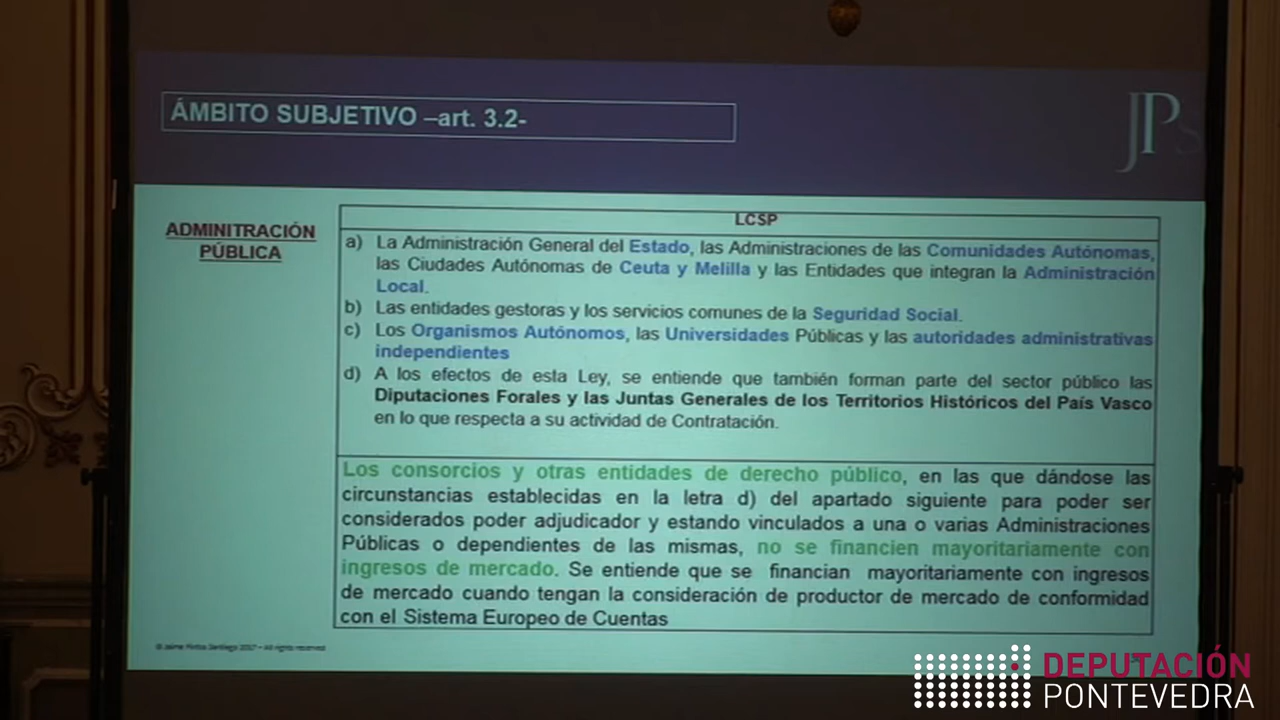 ÁMBITO SUBJETIVO –art. 3.2-
JPS
ADMINITRACIÓN
PÚBLICA
LCSP
a) La Administración General del Estado, las Administraciones de las Comunidades Autónomas,
las Ciudades Autónomas de Ceuta y Melilla y las Entidades que integran la Administración
Local.
b) Las entidades gestoras y los servicios comunes de la Seguridad Social.
c) Los Organismos Autónomos, las Universidades Públicas y las autoridades administrativas
independientes
d) A los efectos de esta Ley, se entiende que también forman parte del sector público las
Diputaciones Forales y las Juntas Generales de los Territorios Históricos del País Vasco
en lo que respecta a su actividad de Contratación.
Los consorcios y otras entidades de derecho público, en las que dándose las
circunstancias establecidas en la letra d) del apartado siguiente para poder ser
considerados poder adjudicador y estando vinculados a una o varias Administraciones
Públicas o dependientes de las mismas, no se financien mayoritariamente con
ingresos de mercado. Se entiende que se financian mayoritariamente con ingresos
de mercado cuando tengan la consideración de productor de mercado de conformidad
con el Sistema Europeo de Cuentas
© Jaime Pintos Santiago 2017 – All rights reserved
DEPUTACIÓN
PONTEVEDRA